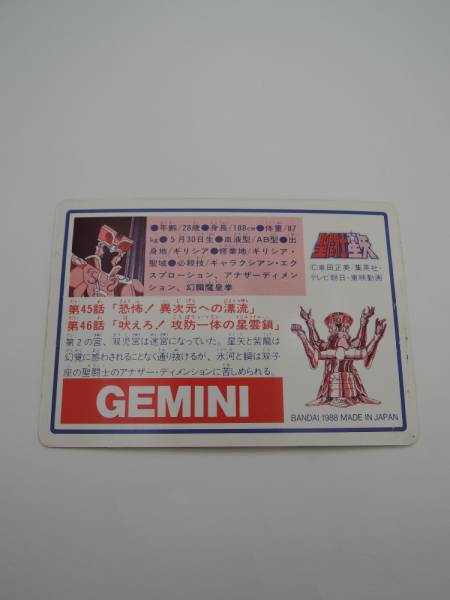 ●年齢/28歳●身長/188cm●体重/87
kg●5月30日生●血液型/AB型●出
身地/ギリシア●修業地/ギリシア・
聖域●必殺技/ギャラクシアン・エク
スプロージョン、アナザーディメン
ション、幻朧魔皇拳
第45話「恐怖!異次元への漂流」
第46話「吠えろ!攻防一体の星雲鎖」
第2の宮、双児宮は迷宮になっていた。星矢と紫龍は
幻覚に惑わされることなく通り抜けるが、氷河と瞬は双子
座の聖闘士のアナザー・ディメンションに苦しめられる。
GEMINI
聖闘士星矢
©車田正美/集英社・
テレビ朝日・東映動画
BANDAI 1988 MADE IN JAPAN